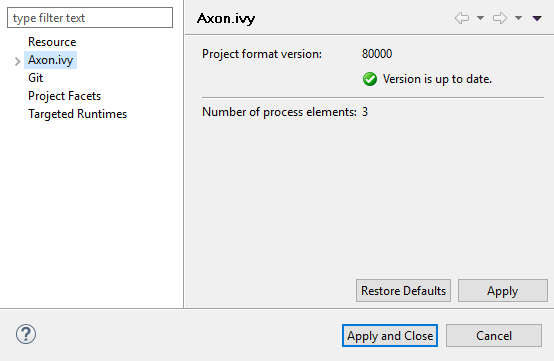 type filter text
Resource
Axon.ivy
Git
Project Facets
Targeted Runtimes
Axon.ivy
Project format version: 80000
Version is up to date.
Number of process elements: 3
Restore Defaults
Apply
?
Apply and Close
Cancel